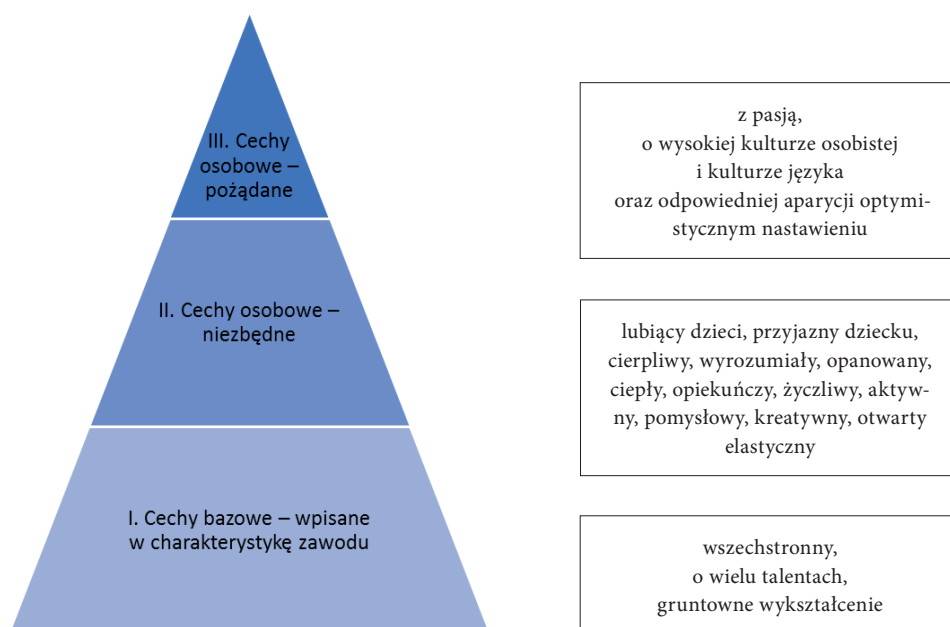 III. Cechy
osobowe –
pożądane
z pasją,
o wysokiej kulturze osobistej
i kulturze języka
oraz odpowiedniej aparycji optymi-
stycznym nastawieniu
II. Cechy osobowe –
niezbędne
lubiący dzieci, przyjazny dziecku,
cierpliwy, wyrozumiały, opanowany,
ciepły, opiekuńczy, życzliwy, aktyw-
ny, pomysłowy, kreatywny, otwarty
elastyczny
I. Cechy bazowe – wpisane
w charakterystykę zawodu
wszechstronny,
o wielu talentach,
gruntowne wykształcenie